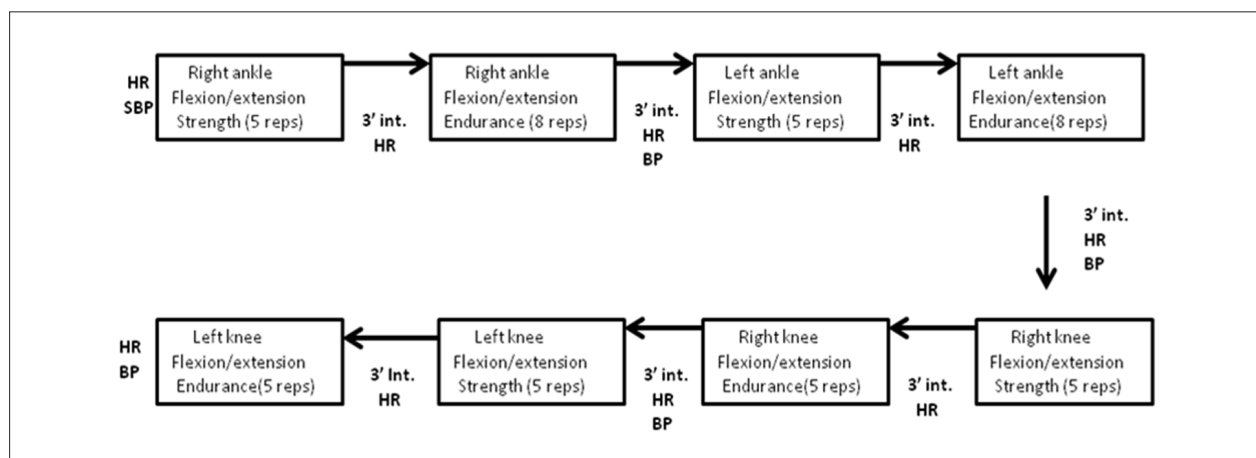 HR
SBP
Right ankle
Flexion/extension
Strength (5 reps)
3’ int.
HR
Right ankle
Flexion/extension
Endurance (8 reps)
3’ int.
HR
BP
Left ankle
Flexion/extension
Strength (5 reps)
3’ int.
HR
Left ankle
Flexion/extension
Endurance(8 reps)
3’ int.
HR
BP
Right knee
Flexion/extension
Strength (5 reps)
3’ int.
HR
Right knee
Flexion/extension
Endurance(5 reps)
3’ int.
HR
BP
Left knee
Flexion/extension
Strength (5 reps)
3’ Int.
HR
Left knee
Flexion/extension
Endurance(5 reps)
HR
BP